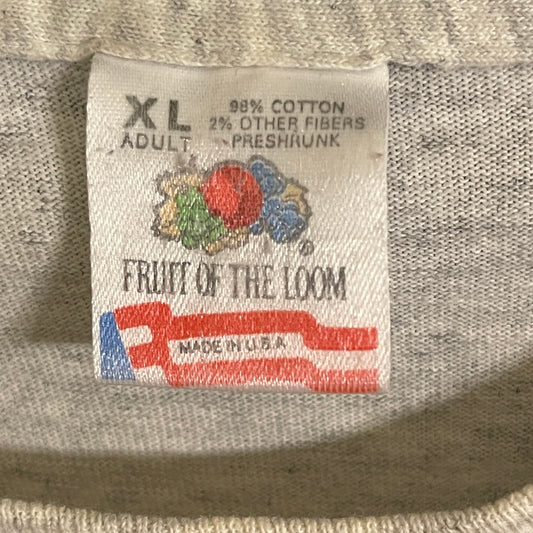 XL
ADULT
98% COTTON
2% OTHER FIBERS
PRESHRUNK
®
FRUIT OF THE LOOM
MADE IN U.S.A